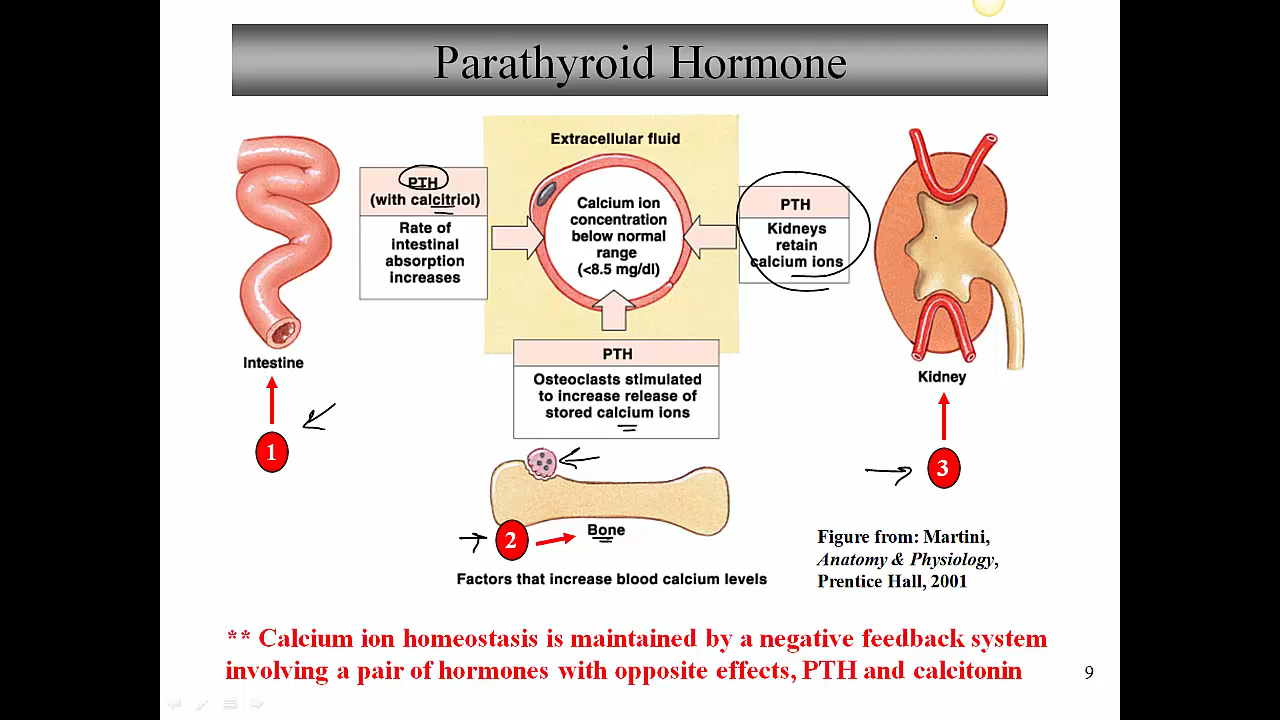 Parathyroid Hormone
Extracellular fluid
PTH
(with calcitriol)
Rate of
intestinal
absorption
increases
Calcium ion
concentration
below normal
range
(<8.5 mg/dl)
PTH
Kidneys
retain
calcium ions
Intestine
PTH
Osteoclasts stimulated
to increase release of
stored calcium ions
Kidney
1
3
2
Bone
Factors that increase blood calcium levels
Figure from: Martini,
Anatomy & Physiology,
Prentice Hall, 2001
** Calcium ion homeostasis is maintained by a negative feedback system
involving a pair of hormones with opposite effects, PTH and calcitonin
9